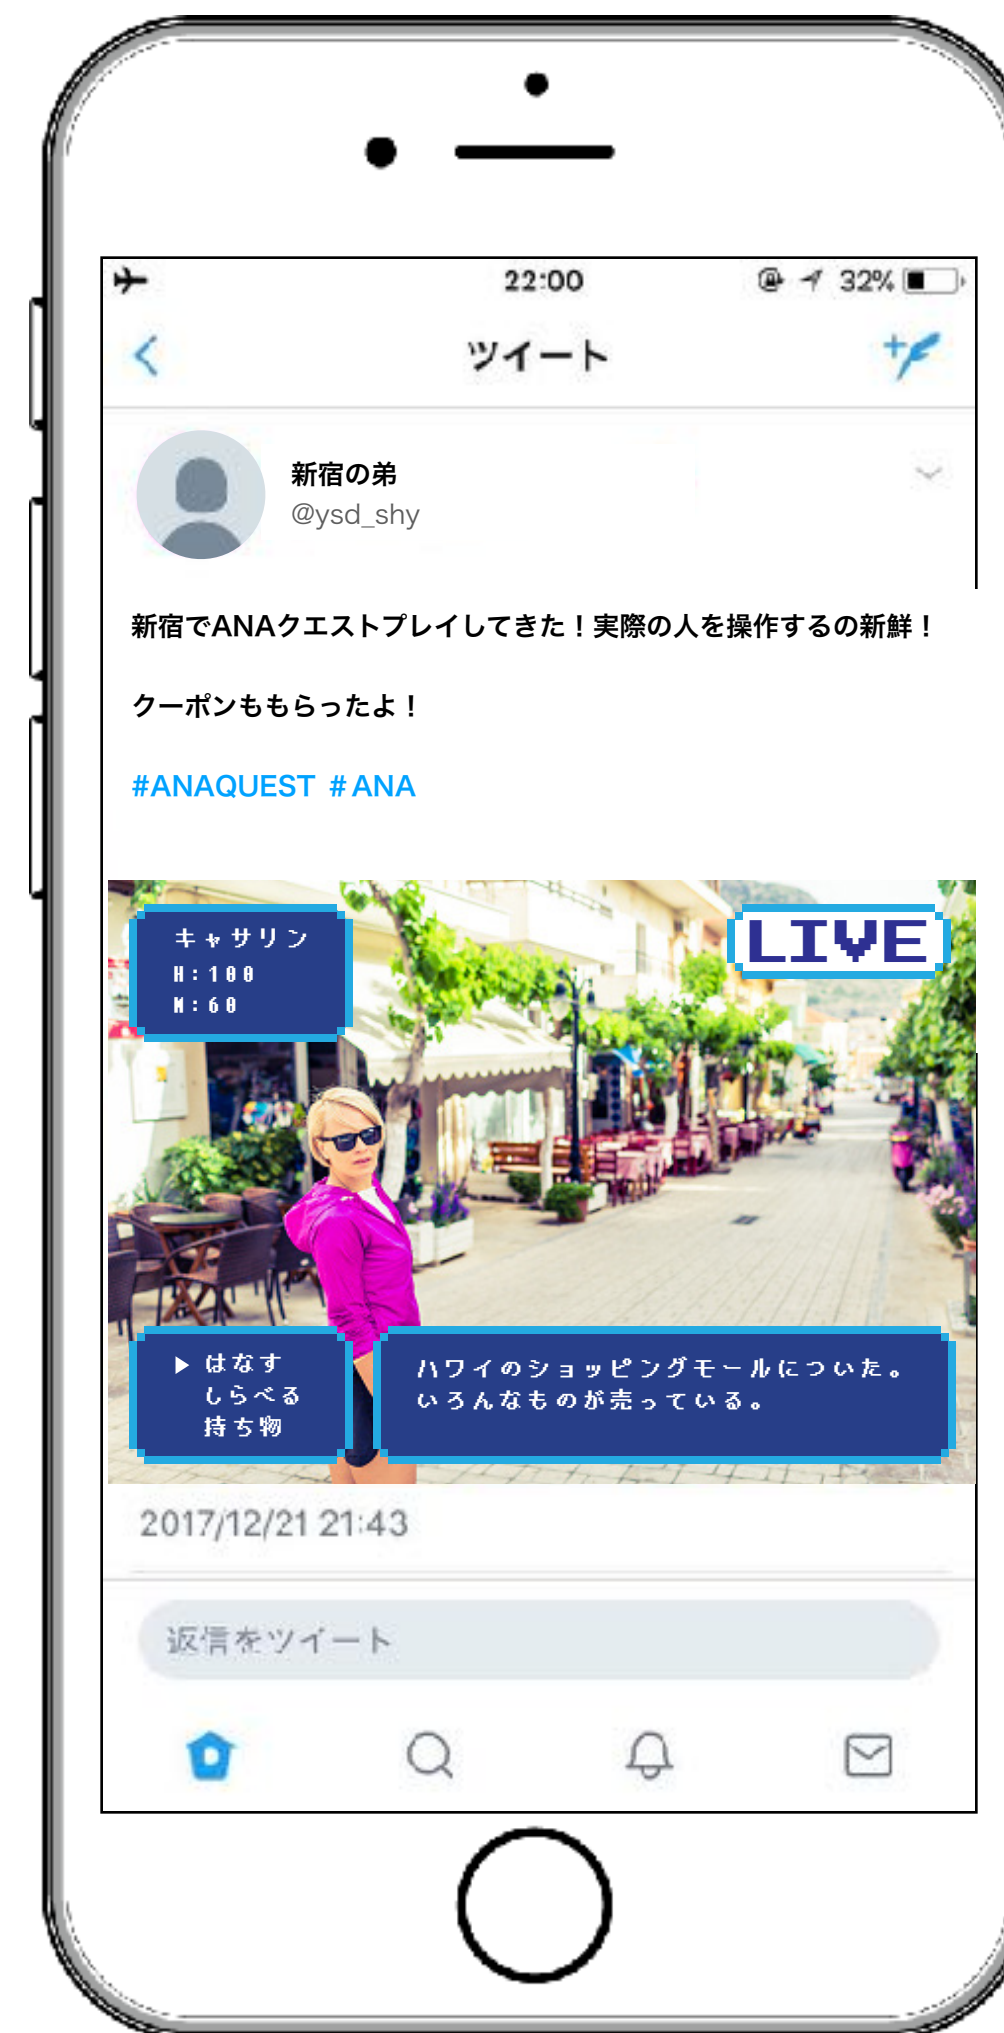 22:00
32%
ツイート
新宿の弟
@ysd_shy
新宿でANAクエストプレイしてきた！実際の人を操作するの新鮮！
クーポンももらったよ！
#ANAQUEST #ANA
キャサリン
H:100
M:60
LIVE
▶ はなす
しらべる
持ち物
ハワイのショッピングモールについた。
いろんなものが売っている。
2017/12/21 21:43
返信をツイート